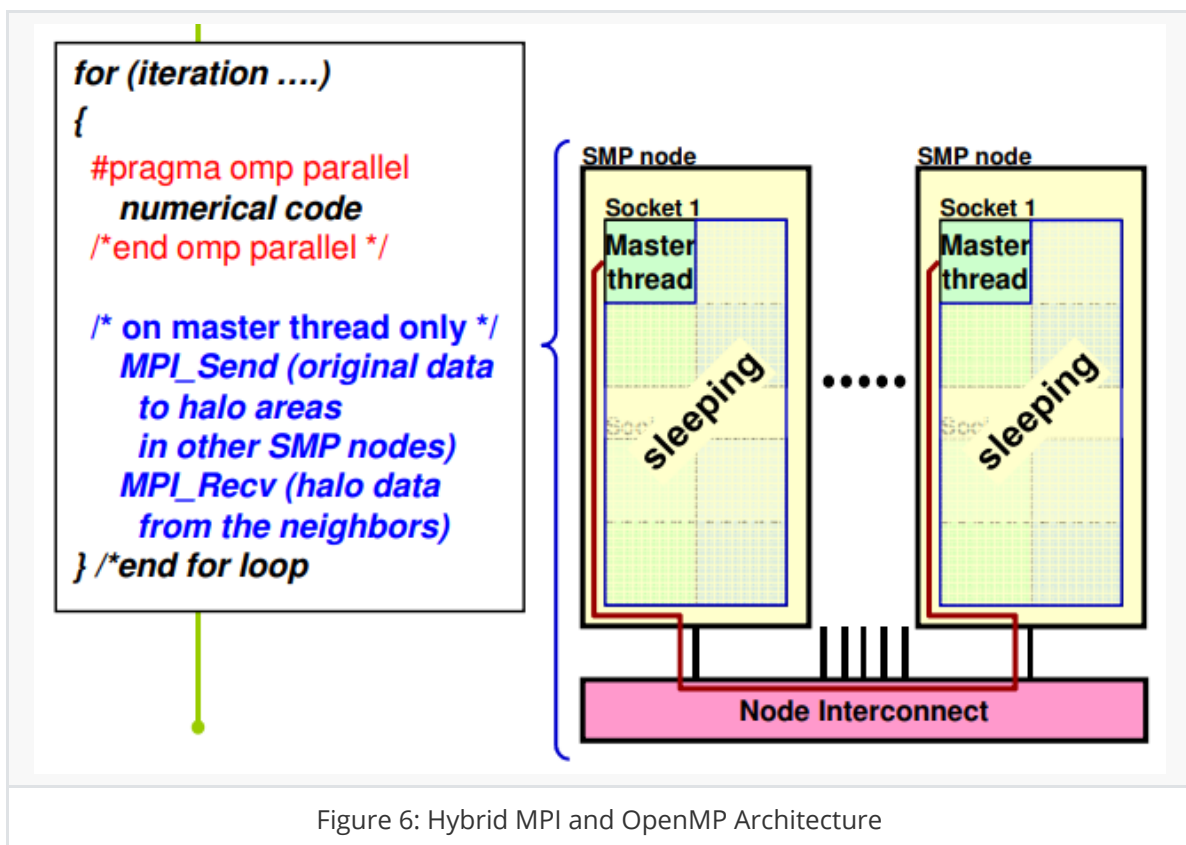 for (iteration ....)
{
#pragma omp parallel
numerical code
/*end omp parallel */
/* on master thread only */
MPI_Send (original data
to halo areas
in other SMP nodes)
MPI_Recv (halo data
from the neighbors)
} /*end for loop
SMP node
Socket 1
Master
thread
sleeping
SMP node
Socket 1
Master
thread
sleeping
Node Interconnect
Figure 6: Hybrid MPI and OpenMP Architecture